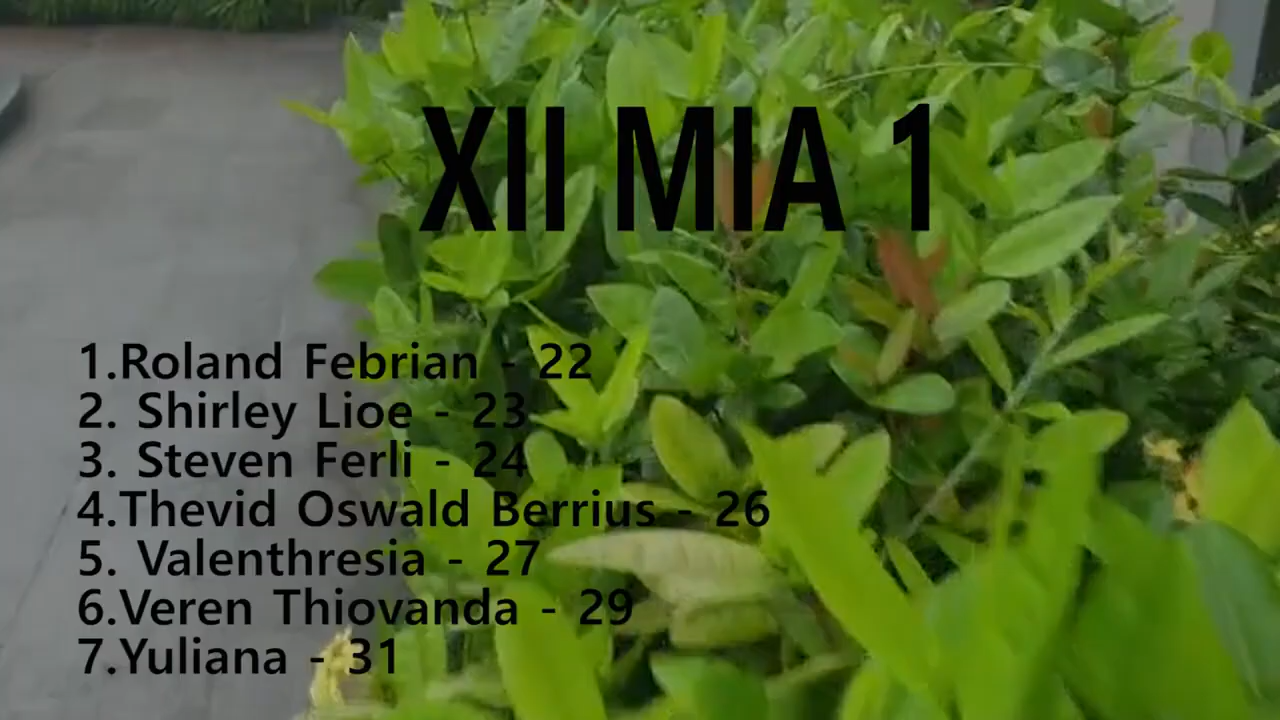 XII MIA 1
1.Roland Febrian - 22
2. Shirley Lioe - 23
3. Steven Ferli - 24
4.Thevid Oswald Berrius - 26
5. Valenthresia - 27
6.Veren Thiovanda - 29
7.Yuliana - 31